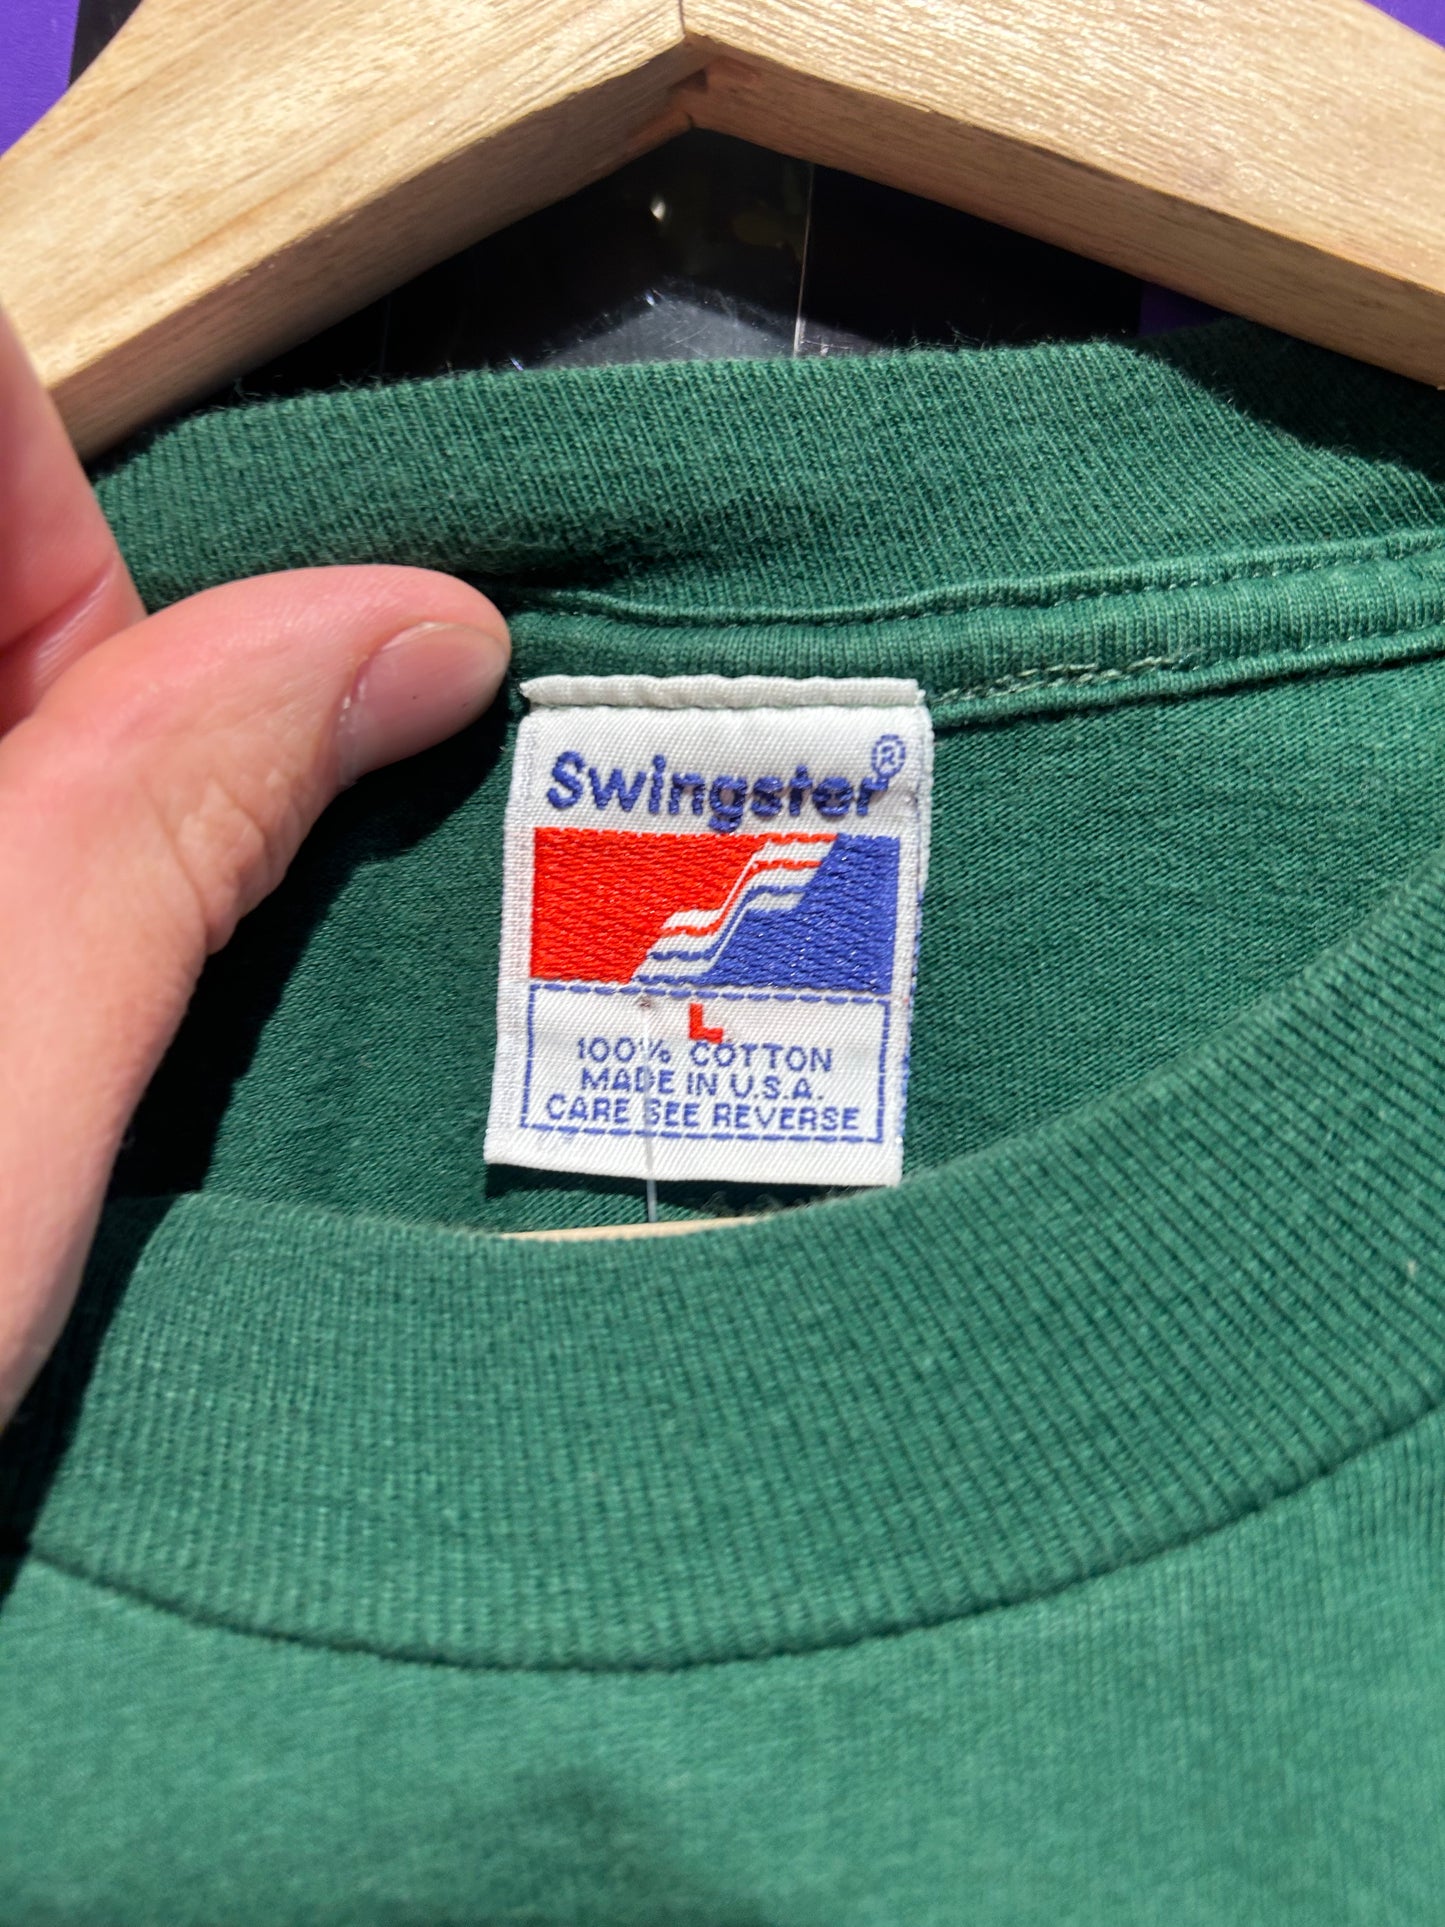 Swingster®
L
100% COTTON
MADE IN U.S.A.
CARE SEE REVERSE